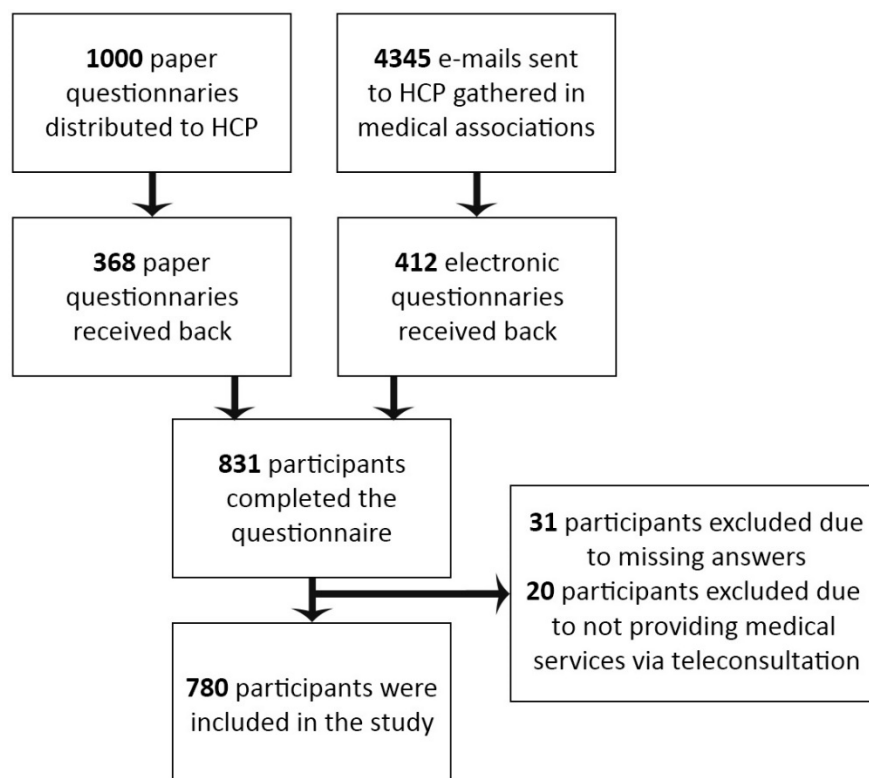 1000 paper
questionnaries
distributed to HCP
4345 e-mails sent
to HCP gathered in
medical associations
368 paper
questionnaries
received back
412 electronic
questionnaries
received back
831 participants
completed the
questionnaire
31 participants excluded due
to missing answers
20 participants excluded due
to not providing medical
services via teleconsultation
780 participants were
included in the study